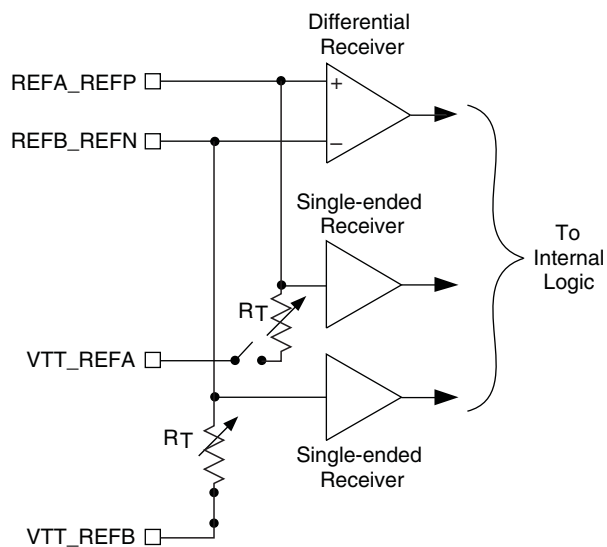 Differential
Receiver
REFA_REFP
+
REFB_REFN
–
Single-ended
Receiver
To
Internal
Logic
RT
VTT_REFA
RT
Single-ended
Receiver
VTT_REFB